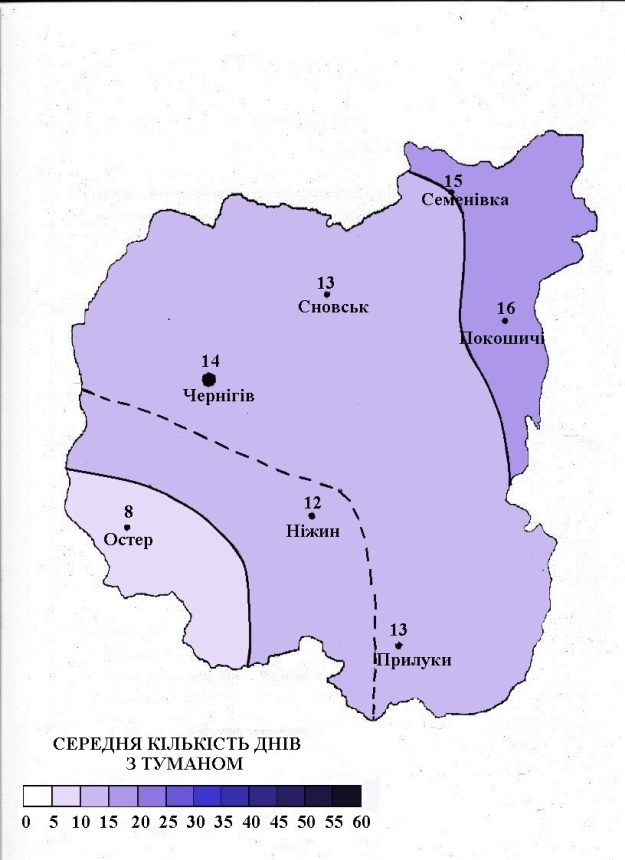 15
Семенівка
13
Сновськ
16
Покошичі
14
Чернігів
12
Ніжин
8
Остер
13
Прилуки
СЕРЕДНЯ КІЛЬКІСТЬ ДНІВ
З ТУМАНОМ
0 5 10 15 20 25 30 35 40 45 50 55 60